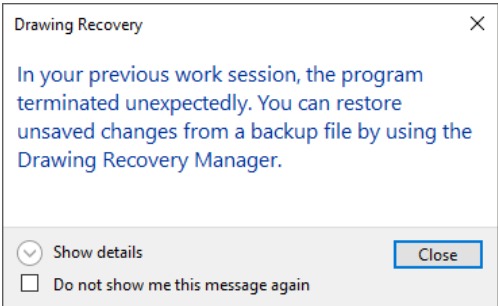 Drawing Recovery
In your previous work session, the program
terminated unexpectedly. You can restore
unsaved changes from a backup file by using the
Drawing Recovery Manager.
Show details
Close
Do not show me this message again